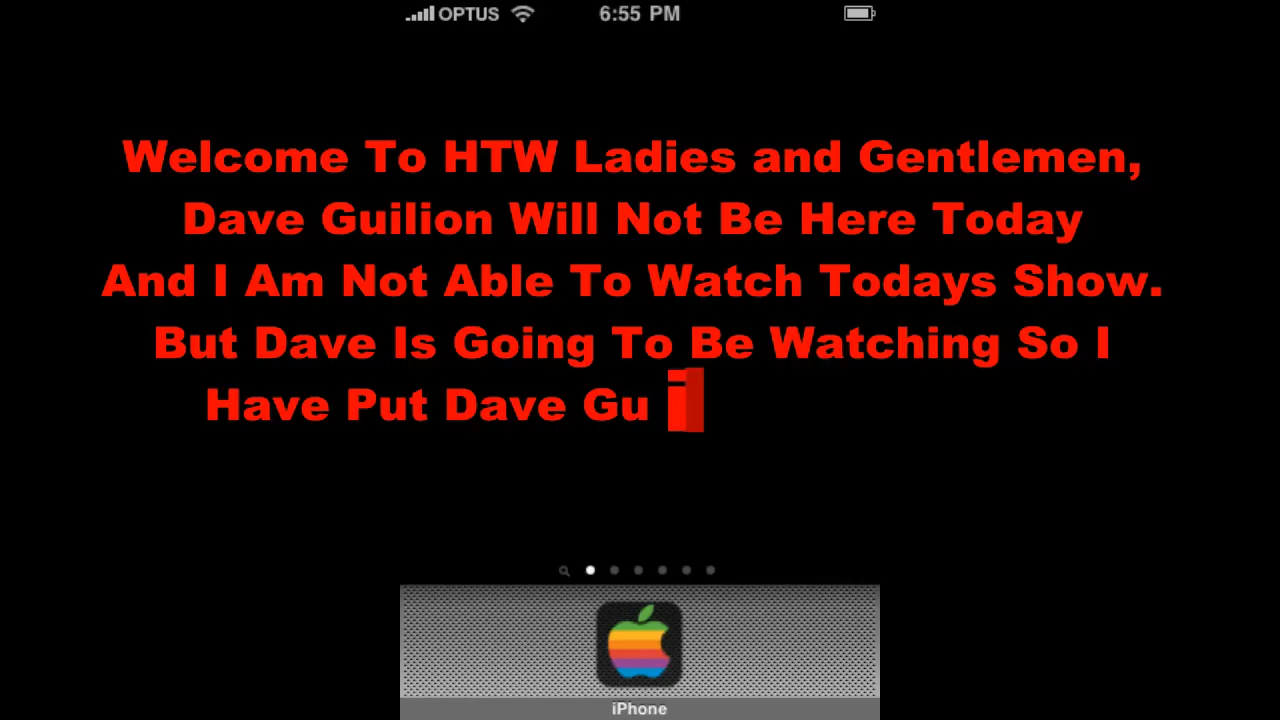 OPTUS 6:55 PM
Welcome To HTW Ladies and Gentlemen,
Dave Guilion Will Not Be Here Today
And I Am Not Able To Watch Todays Show.
But Dave Is Going To Be Watching So I
Have Put Dave Gu i
iPhone